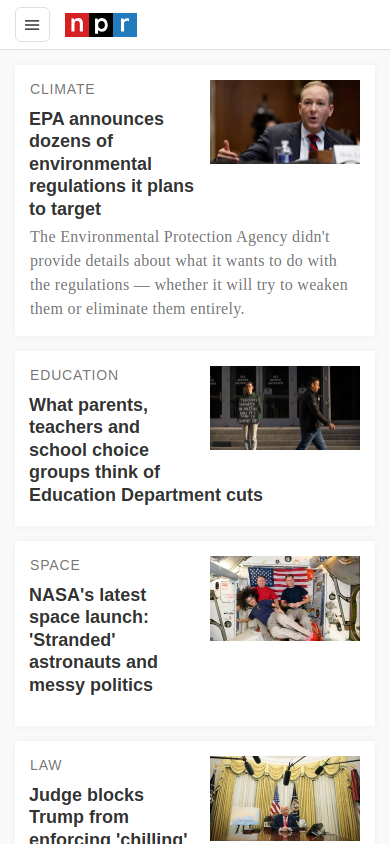 npr
CLIMATE
EPA announces
dozens of
environmental
regulations it plans
to target
The Environmental Protection Agency didn't
provide details about what it wants to do with
the regulations — whether it will try to weaken
them or eliminate them entirely.
EDUCATION
What parents,
teachers and
school choice
groups think of
Education Department cuts
SPACE
NASA's latest
space launch:
'Stranded'
astronauts and
messy politics
LAW
Judge blocks
Trump from
enforcing 'chilling'